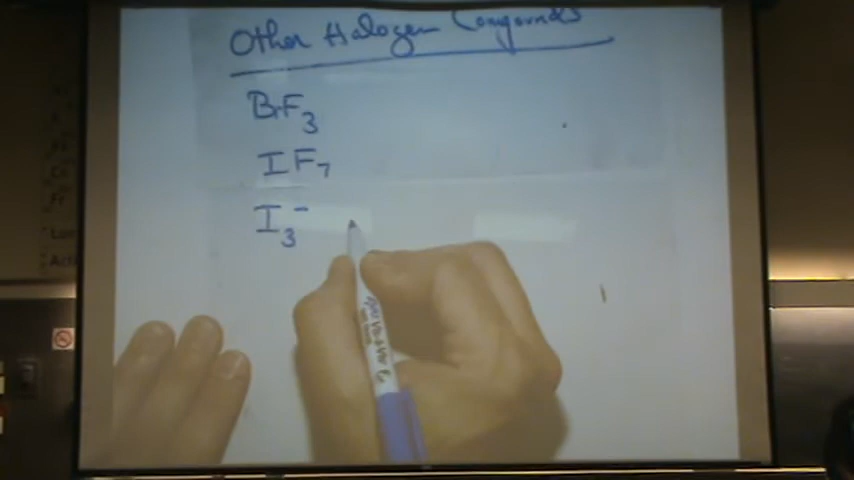 Other Halogen Compounds
BrF₃
IF₇
I₃⁻